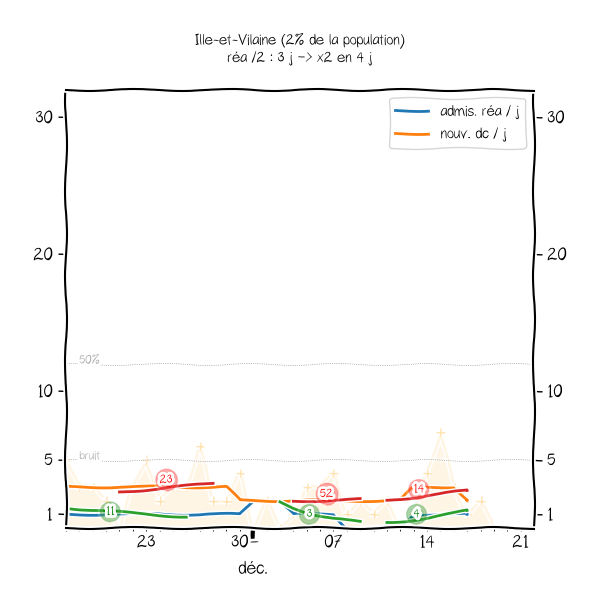 Ille-et-Vilaine (2% de la population)
réa /2 : 3 j -> x2 en 4 j
admis. réa / j
nouv. dc / j
30 30
20 20
50%
10 10
bruit
5 5
23 52 14
11 3 4
1 1
23 30 07 14 21
déc.